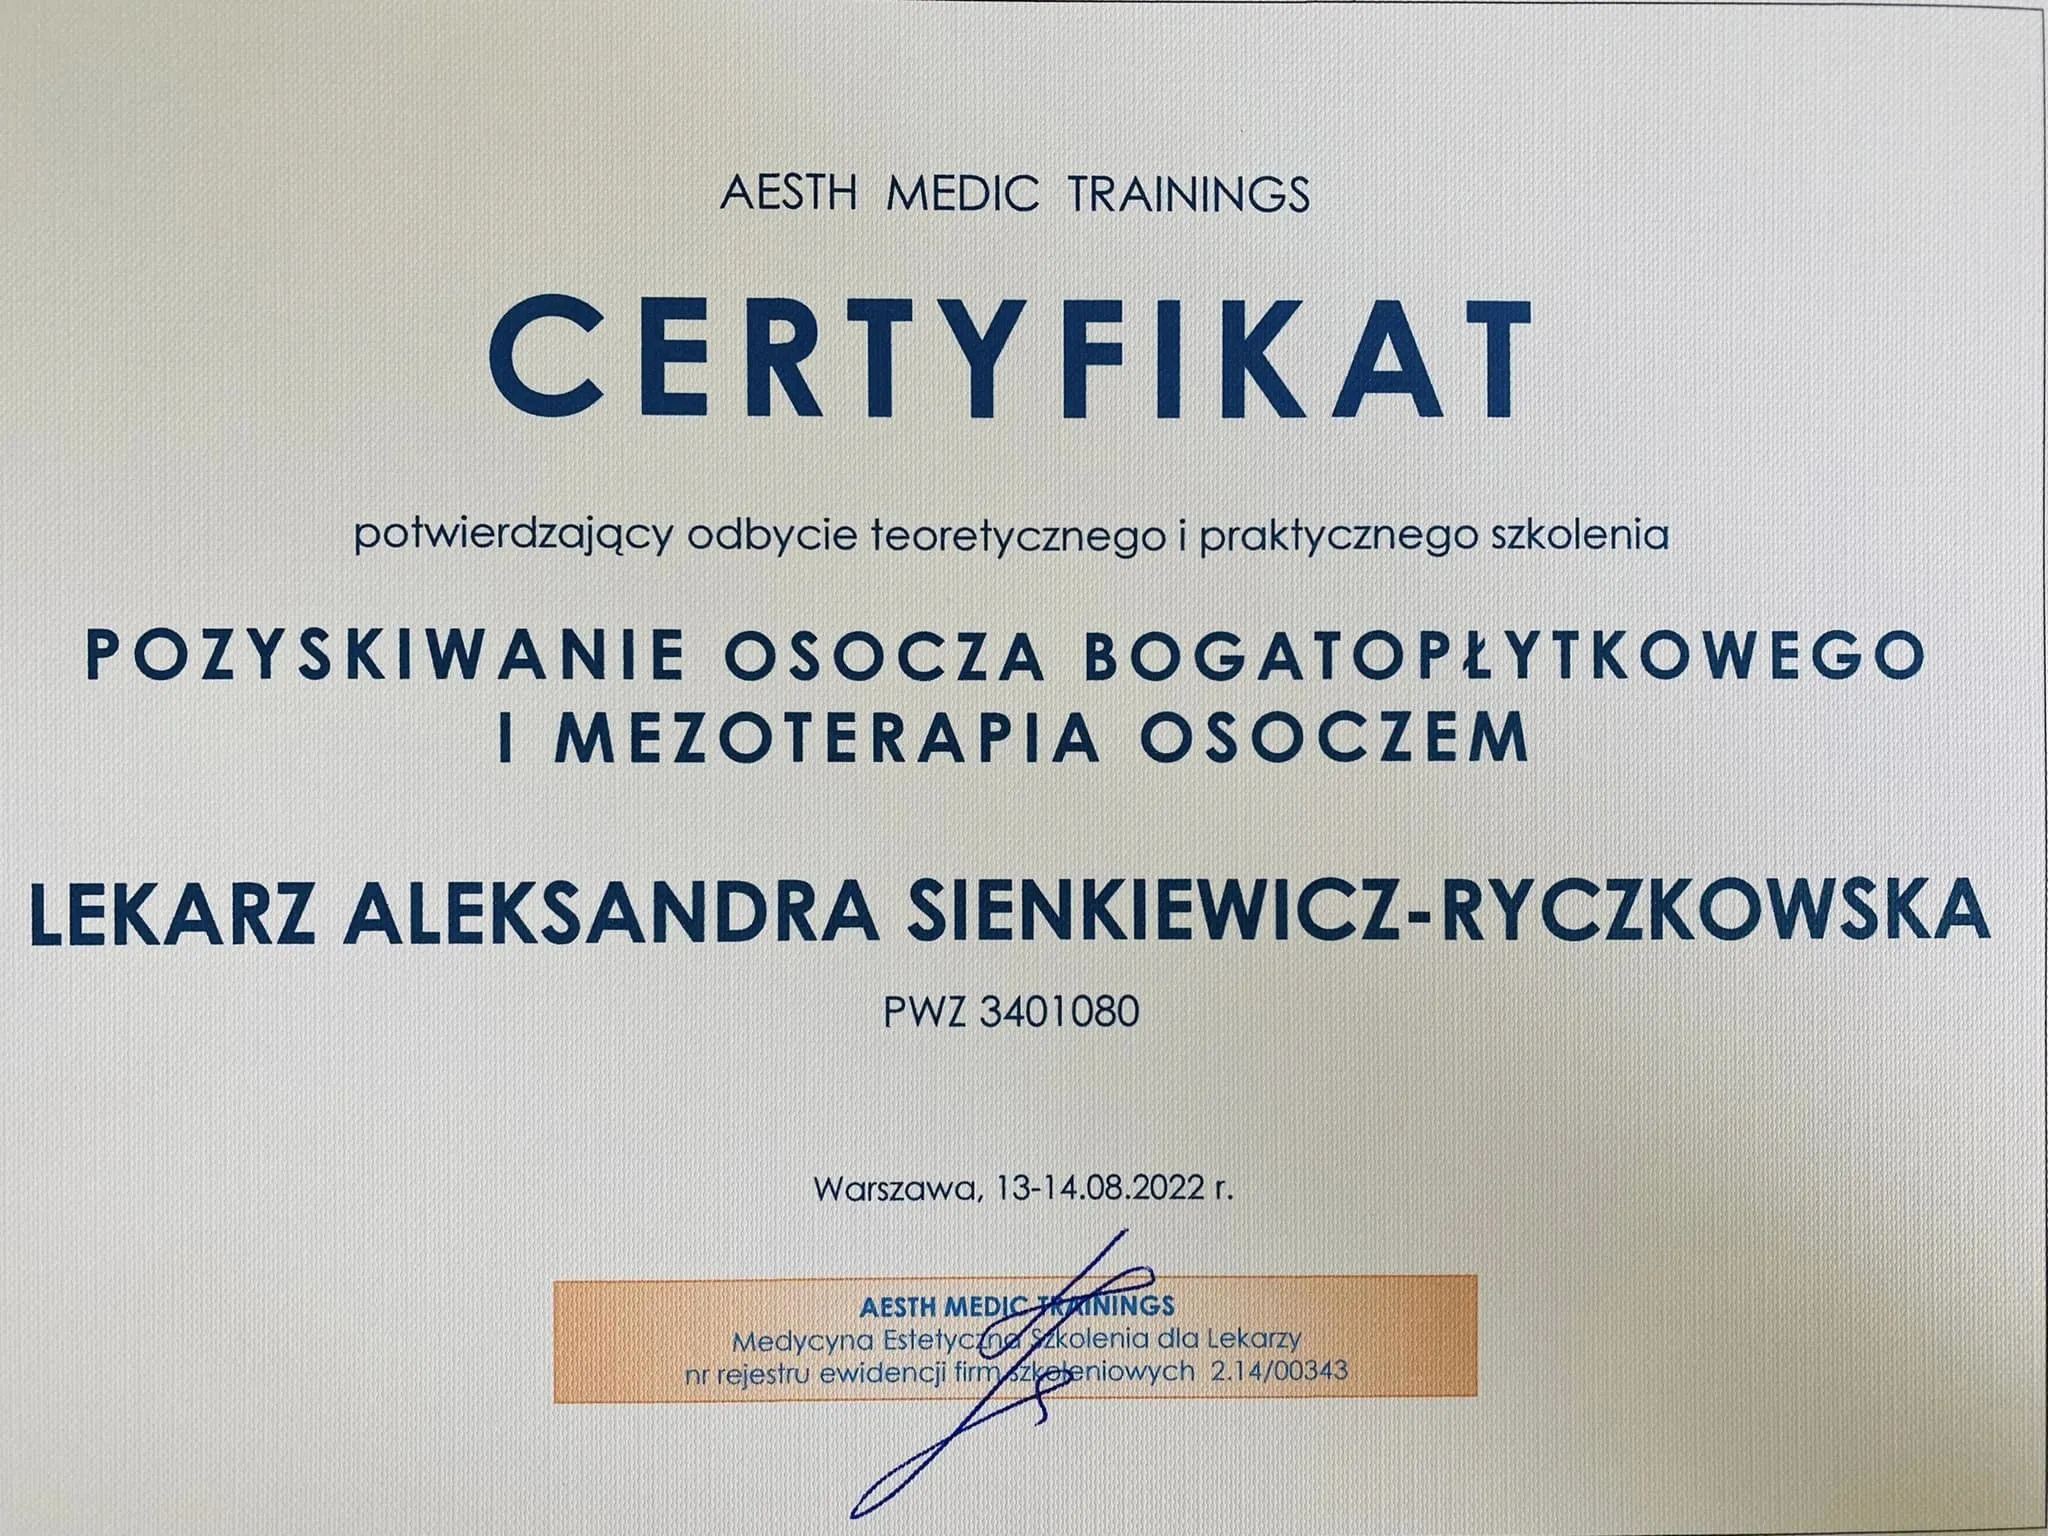 AESTH MEDIC TRAININGS
CERTYFIKAT
potwierdzający odbycie teoretycznego i praktycznego szkolenia
POZYSKIWANIE OSOCZA BOGATOPŁYTKOWEGO
I MEZOTERAPIA OSOCZEM
LEKARZ ALEKSANDRA SIENKIEWICZ-RYCZKOWSKA
PWZ 3401080
Warszawa, 13-14.08.2022 r.
AESTH MEDIC TRAININGS
Medycyna Estetyczna Szkolenia dla Lekarzy
nr rejestru ewidencji firm szkoleniowych 2.14/00343